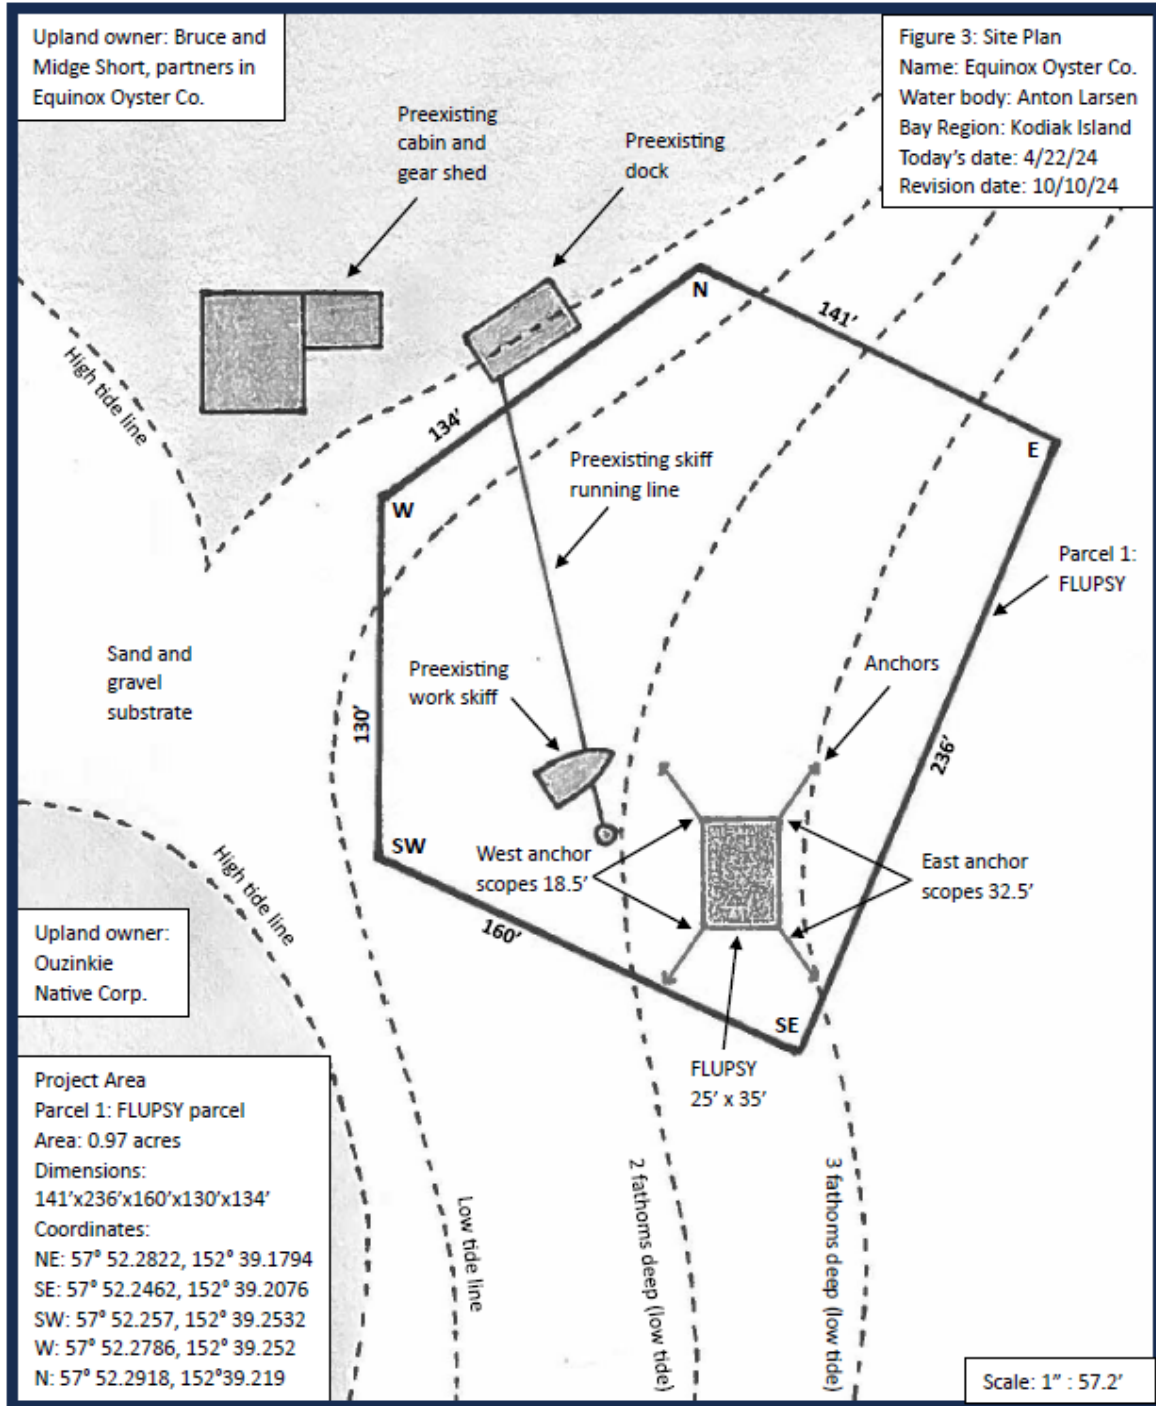 Upland owner: Bruce and
Midge Short, partners in
Equinox Oyster Co.
Figure 3: Site Plan
Name: Equinox Oyster Co.
Water body: Anton Larsen
Bay Region: Kodiak Island
Today's date: 4/22/24
Revision date: 10/10/24
Preexisting
cabin and
gear shed
Preexisting
dock
N
141'
High tide line
134'
E
Preexisting skiff
running line
W
Parcel 1:
FLUPSY
Sand and
gravel
substrate
Preexisting
work skiff
Anchors
130'
236'
SW
West anchor
scopes 18.5'
East anchor
scopes 32.5'
High tide line
160'
Upland owner:
Ouzinkie
Native Corp.
SE
FLUPSY
25' x 35'
Project Area
Parcel 1: FLUPSY parcel
Area: 0.97 acres
Dimensions:
141'x236'x160'x130'x134'
Coordinates:
NE: 57° 52.2822, 152° 39.1794
SE: 57° 52.2462, 152° 39.2076
SW: 57° 52.257, 152° 39.2532
W: 57° 52.2786, 152° 39.252
N: 57° 52.2918, 152°39.219
Low tide line
2 fathoms deep (low tide)
3 fathoms deep (low tide)
Scale: 1" : 57.2'